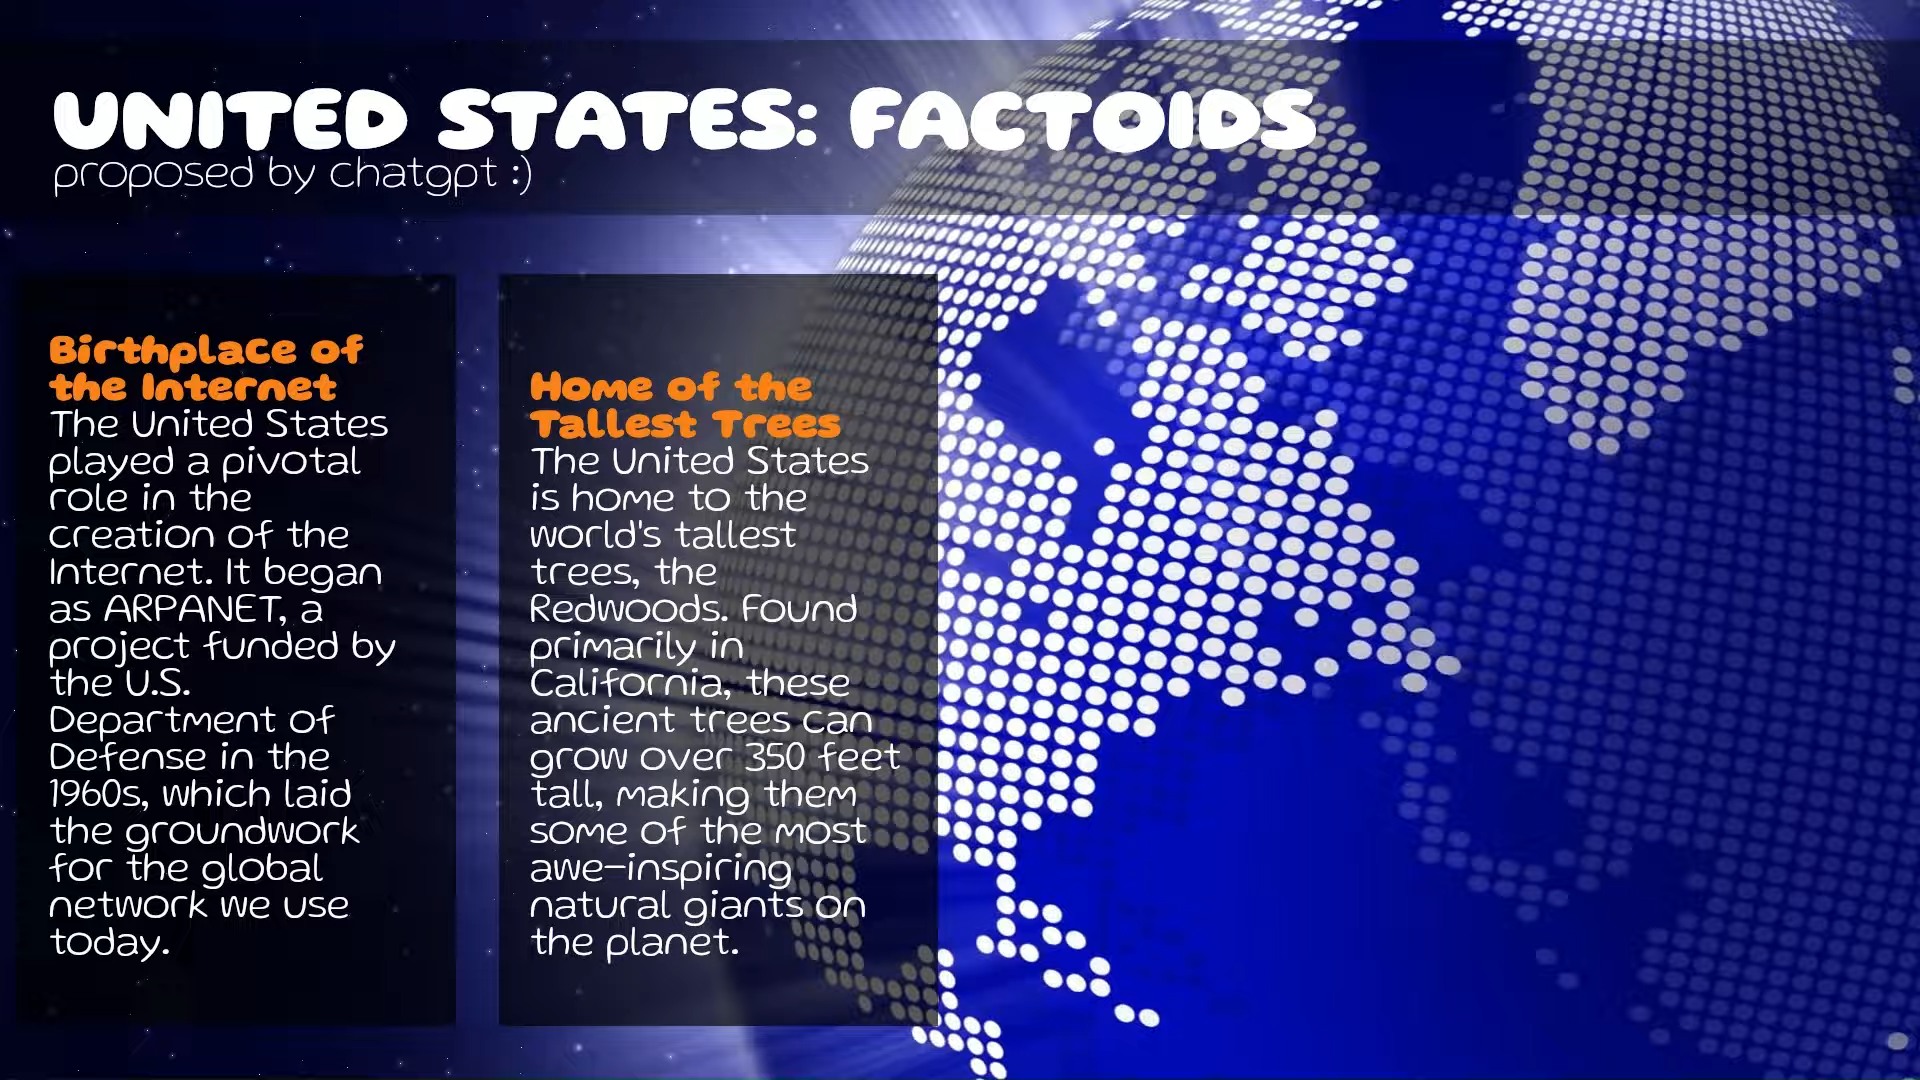 UNITED STATES: FACTOIDS
proposed by chatgpt :)
Birthplace of
the Internet
The United States
played a pivotal
role in the
creation of the
Internet. It began
as ARPANET, a
project funded by
the U.S.
Department of
Defense in the
1960s, which laid
the groundwork
for the global
network we use
today.
Home of the
Tallest Trees
The United States
is home to the
world's tallest
trees, the
Redwoods. Found
primarily in
California, these
ancient trees can
grow over 350 feet
tall, making them
some of the most
awe-inspiring
natural giants on
the planet.